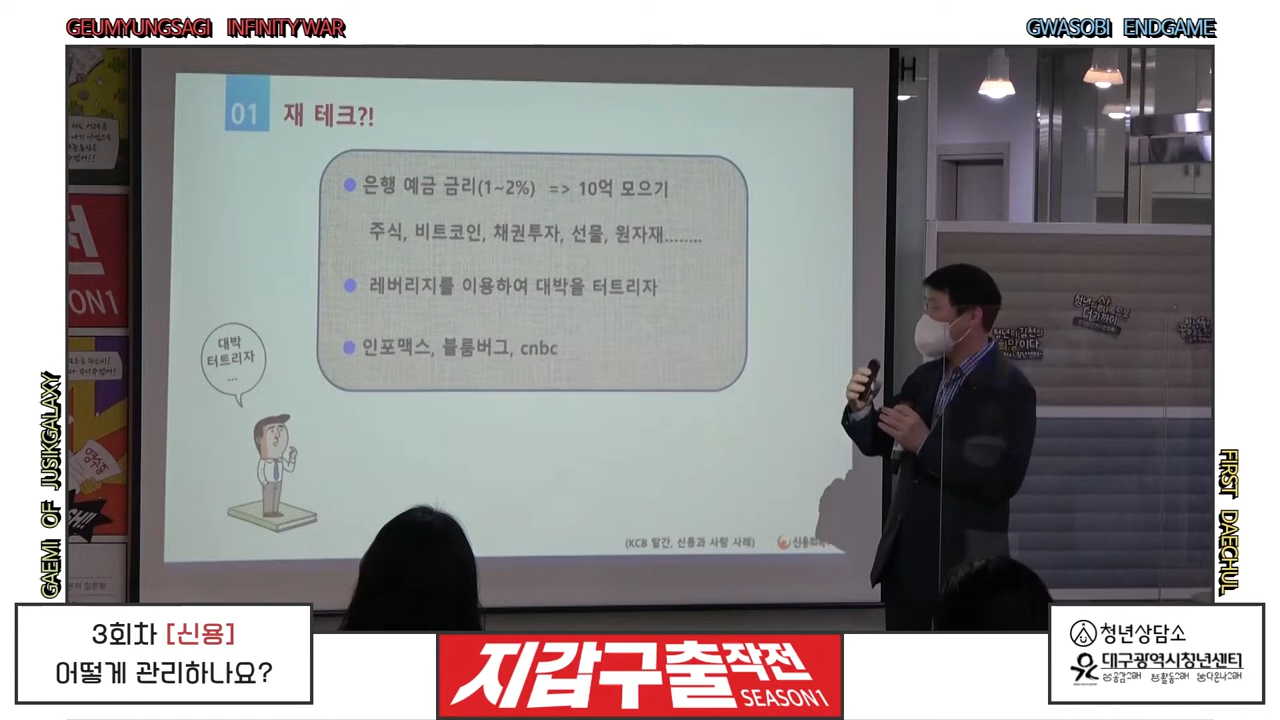 GEUMYUNGSAGI INFINITY WAR
GWASOBI ENDGAME
H
01 재 테크?!
은행 예금 금리(1~2%) => 10억 모으기
주식, 비트코인, 채권투자, 선물, 원자재........
레버리지를 이용하여 대박을 터트리자
인포맥스, 블룸버그, cnbc
대박
터트리자
...
(KCB 발간, 신용과 사랑 사례)
SON1
GAEMI OF JUSIKGALAXY
FIRST DAECHUL
3회차 [신용]
어떻게 관리하나요?
지갑구출작전
SEASON1
청년상담소
대구광역시청년센터